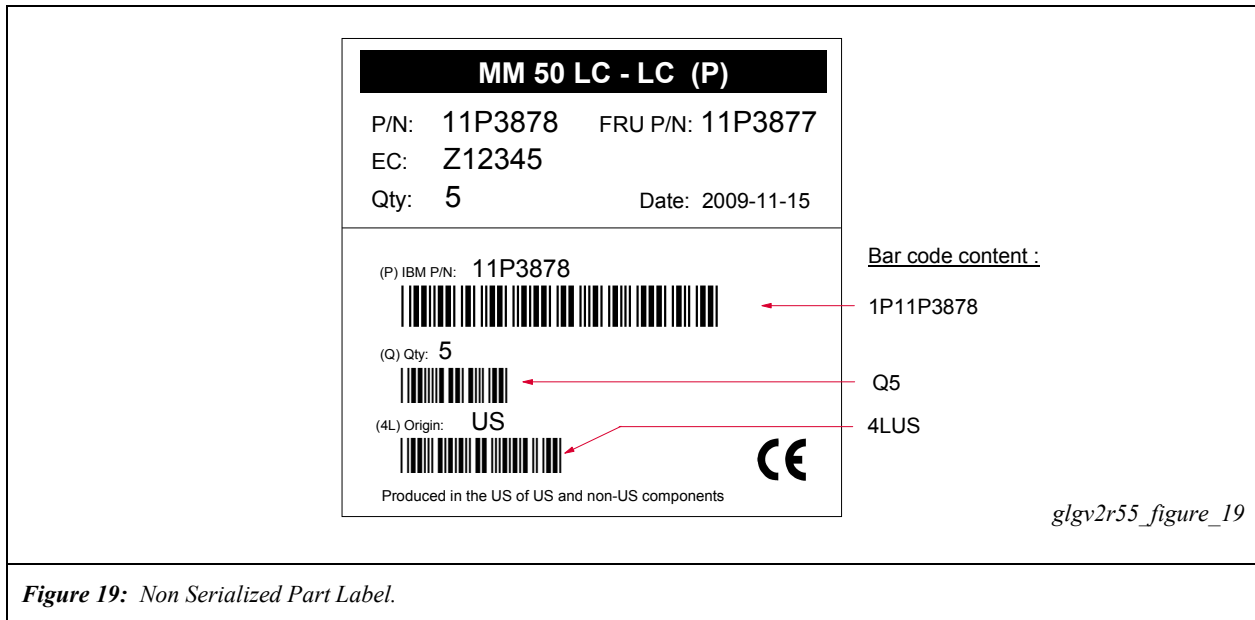 MM 50 LC - LC (P)
P/N: 11P3878 FRU P/N: 11P3877
EC: Z12345
Qty: 5 Date: 2009-11-15
(P) IBM P/N: 11P3878
Bar code content :
1P11P3878
(Q) Qty: 5
Q5
(4L) Origin: US
4LUS
CE
Produced in the US of US and non-US components
glgv2r55_figure_19
Figure 19: Non Serialized Part Label.